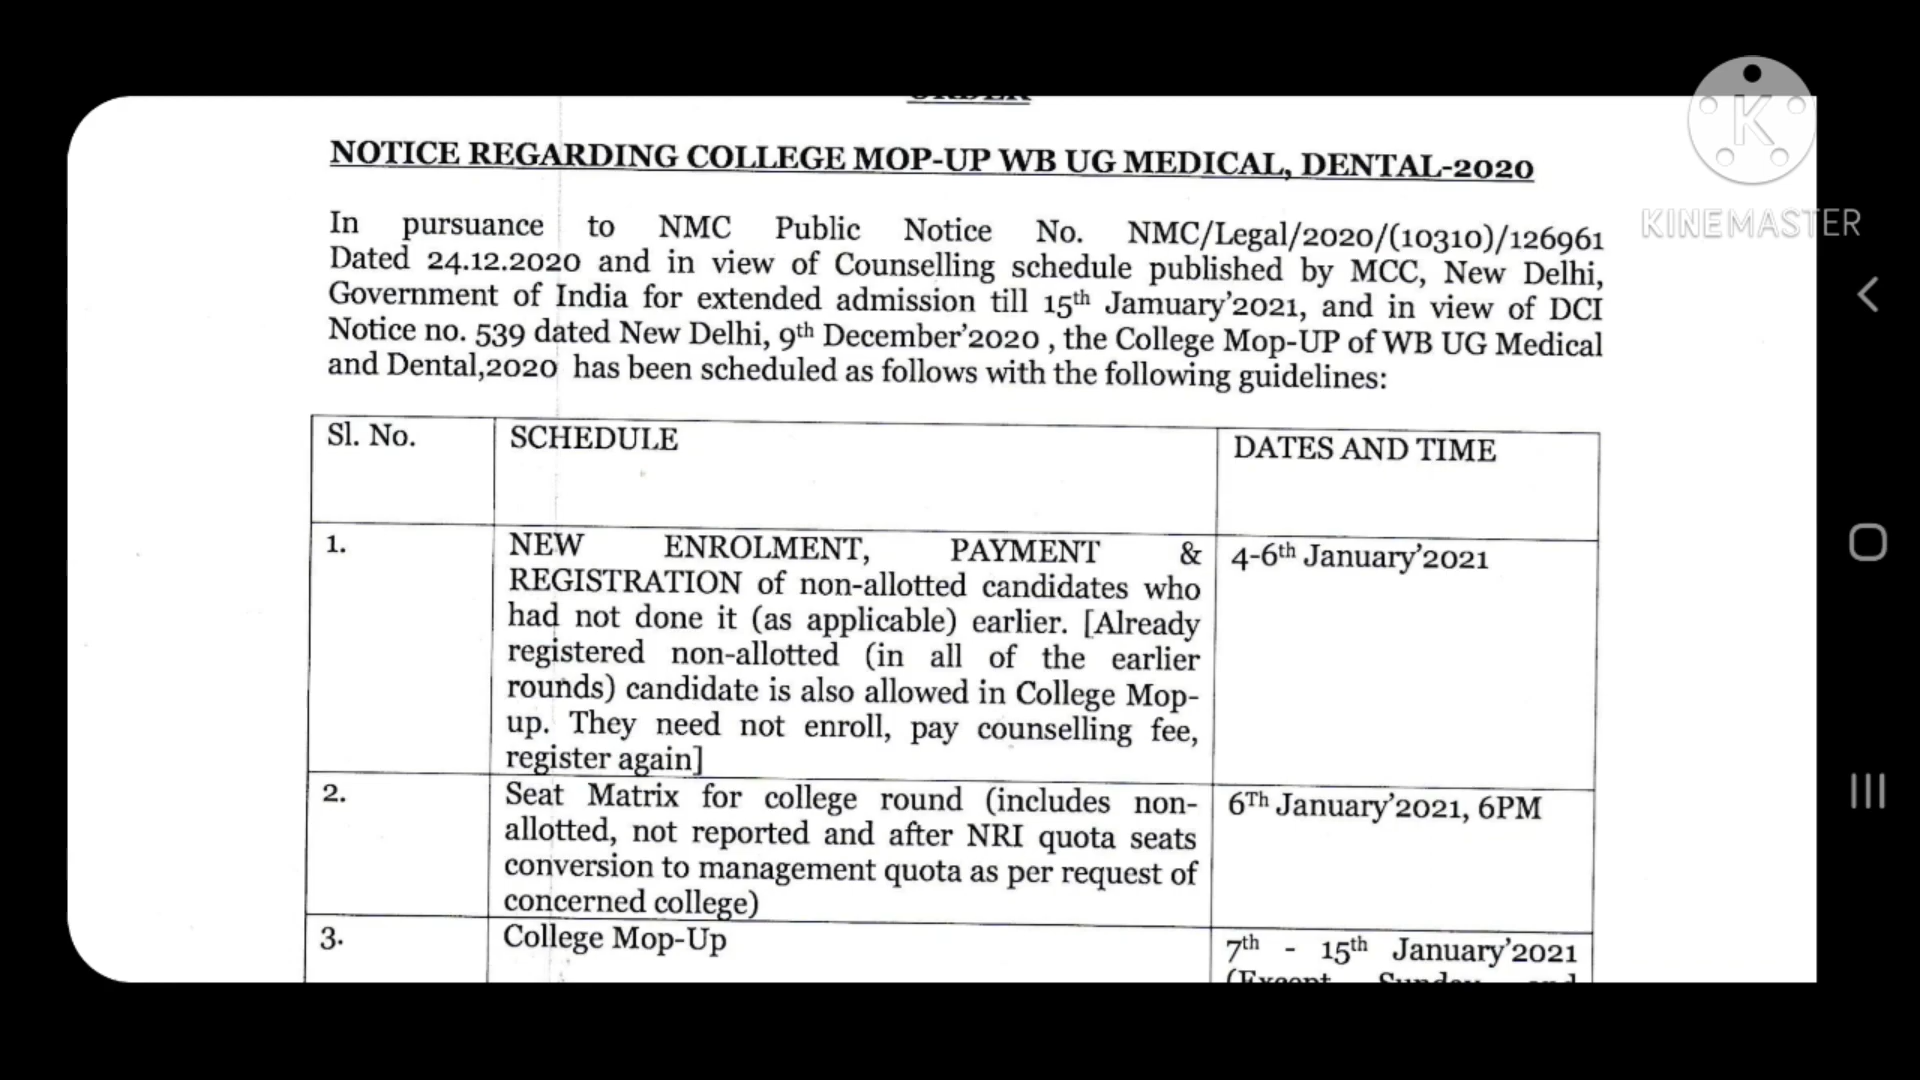 ORDER
NOTICE REGARDING COLLEGE MOP-UP WB UG MEDICAL, DENTAL-2020
In pursuance to NMC Public Notice No. NMC/Legal/2020/(10310)/126961
Dated 24.12.2020 and in view of Counselling schedule published by MCC, New Delhi,
Government of India for extended admission till 15th Jamuary'2021, and in view of DCI
Notice no. 539 dated New Delhi, 9th December'2020 , the College Mop-UP of WB UG Medical
and Dental,2020 has been scheduled as follows with the following guidelines:
Sl. No.
SCHEDULE
DATES AND TIME
1.
NEW ENROLMENT, PAYMENT &
REGISTRATION of non-allotted candidates who
had not done it (as applicable) earlier. [Already
registered non-allotted (in all of the earlier
rounds) candidate is also allowed in College Mop-
up. They need not enroll, pay counselling fee,
register again]
4-6th January'2021
2.
Seat Matrix for college round (includes non-
allotted, not reported and after NRI quota seats
conversion to management quota as per request of
concerned college)
6Th January'2021, 6PM
3.
College Mop-Up
7th - 15th January'2021
(Except Sunday and
K
KINEMASTER